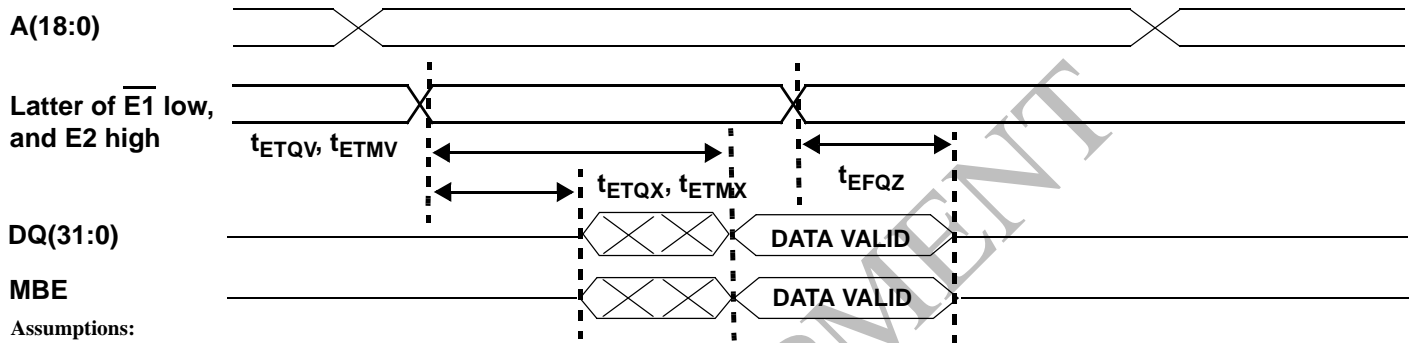 A(18:0)
Latter of E1 low,
and E2 high
tETQV, tETMV
tETQX, tETMX
tEFQZ
DQ(31:0)
DATA VALID
MBE
DATA VALID
Assumptions: